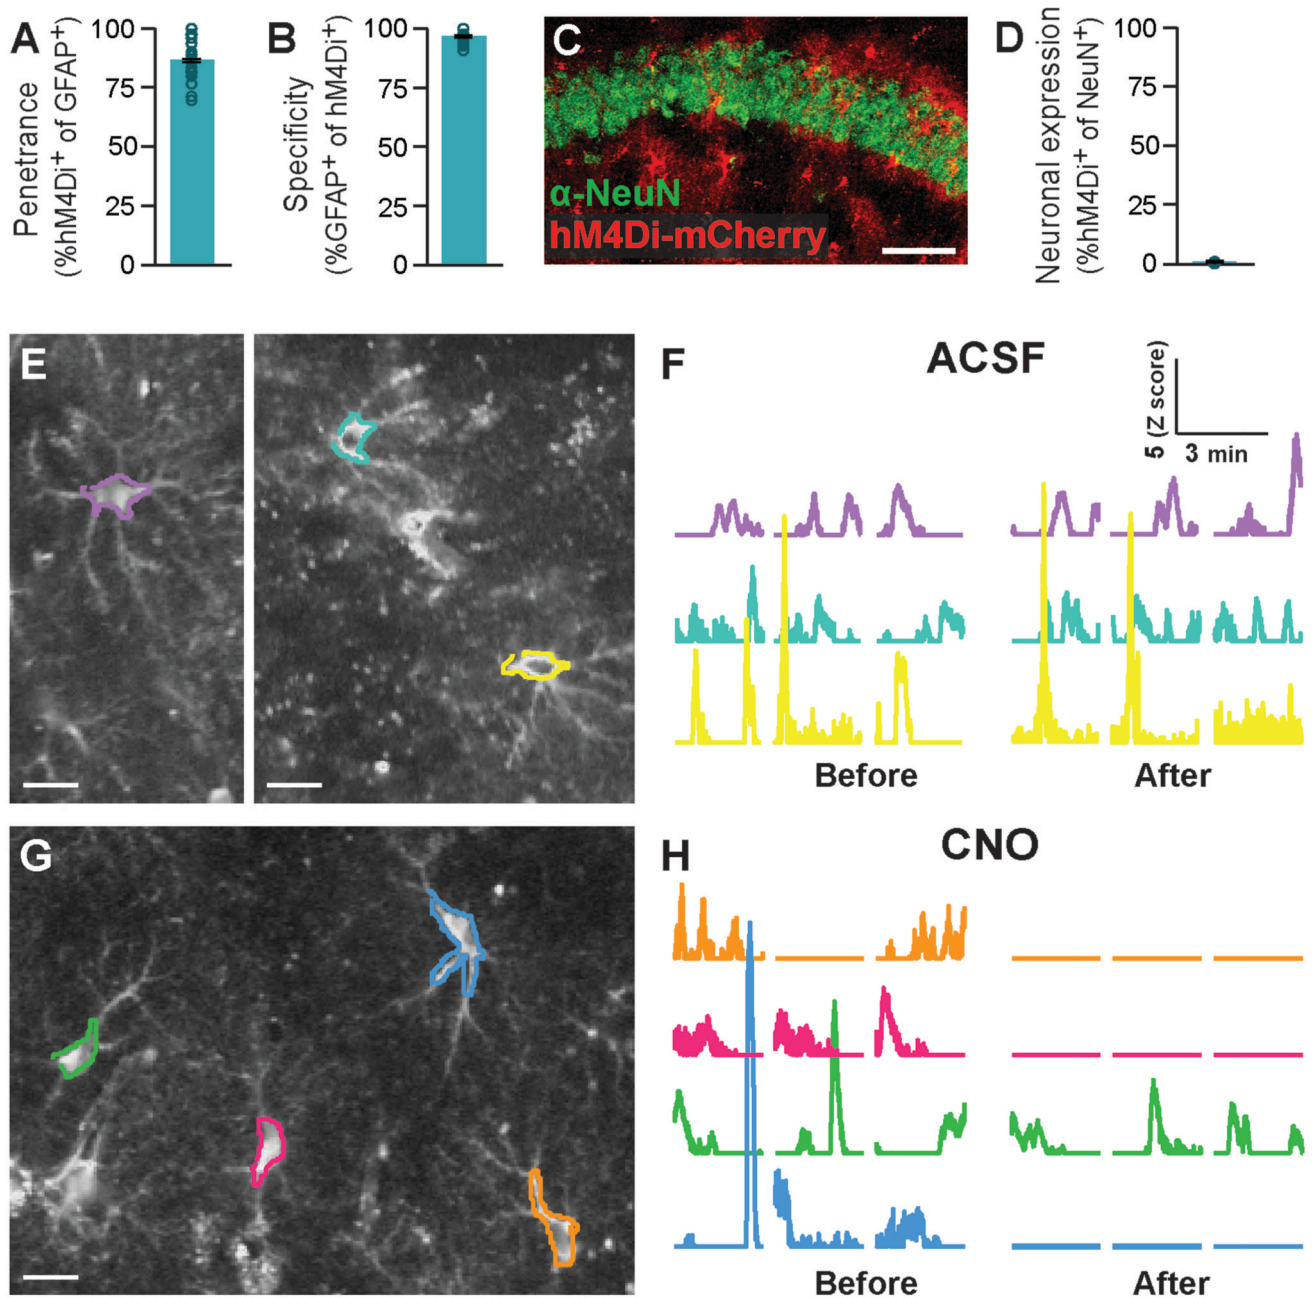 A
Penetrance
(%hM4Di⁺ of GFAP⁺)
100
75
50
25
0
B
Specificity
(%GFAP⁺ of hM4Di⁺)
100
75
50
25
0
C
α-NeuN
hM4Di-mCherry
D
Neuronal expression
(%hM4Di⁺ of NeuN⁺)
100
75
50
25
0
E
F
ACSF
5 (Z score)
3 min
Before
After
G
H
CNO
Before
After